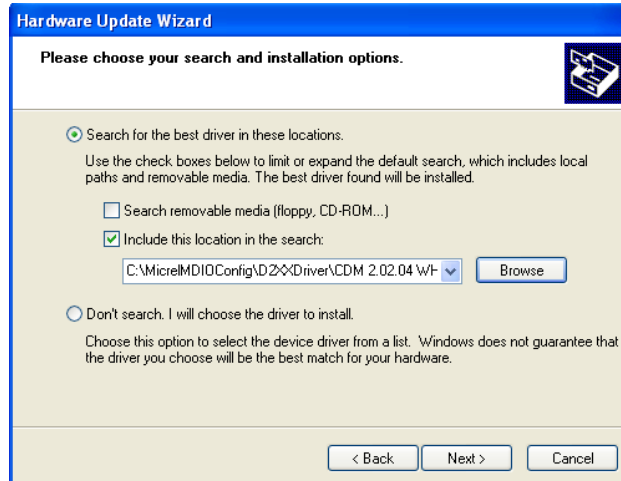 Hardware Update Wizard
Please choose your search and installation options.
Search for the best driver in these locations.
Use the check boxes below to limit or expand the default search, which includes local
paths and removable media. The best driver found will be installed.
Search removable media (floppy, CD-ROM...)
Include this location in the search:
C:\MicrelMDIOConfig\D2XXDriver\CDM 2.02.04 WH
Browse
Don't search. I will choose the driver to install.
Choose this option to select the device driver from a list. Windows does not guarantee that
the driver you choose will be the best match for your hardware.
< Back
Next >
Cancel